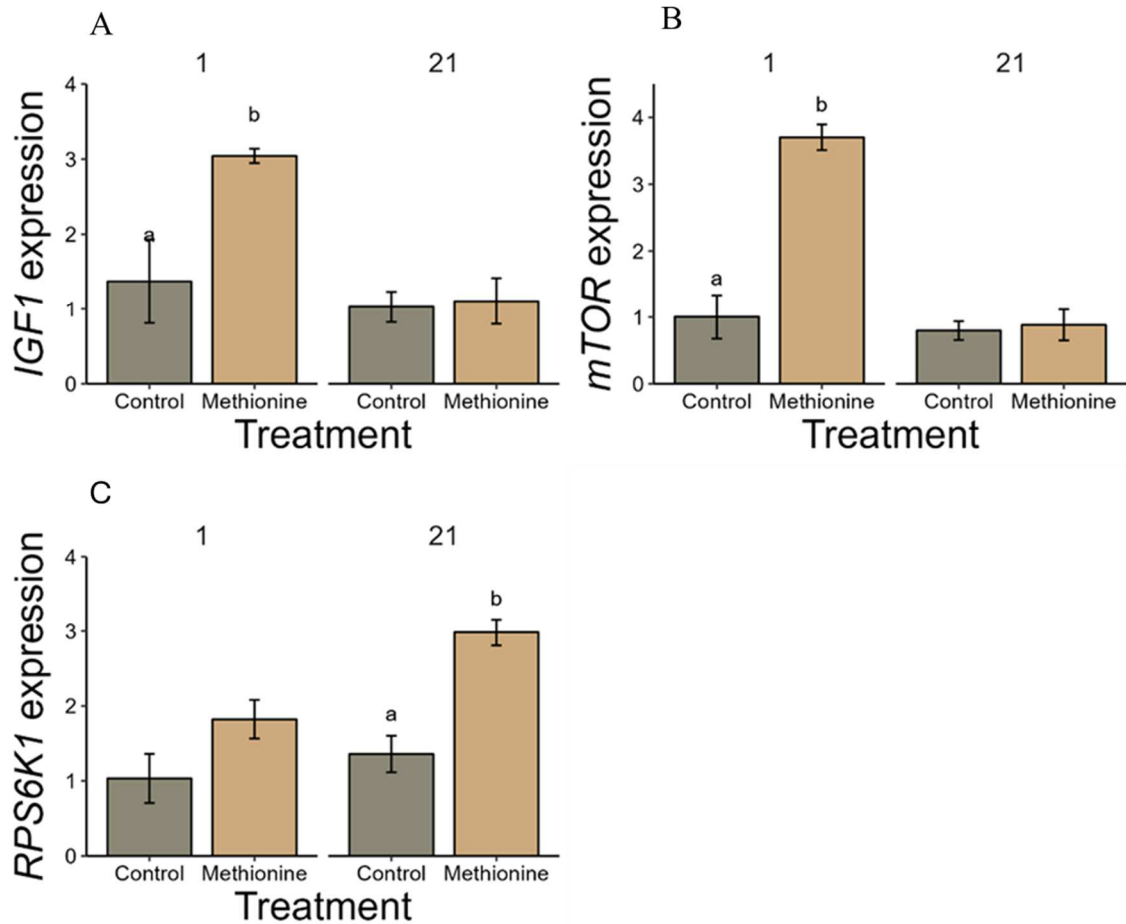 A
1 21
IGF1 expression
4
3
2
1
0
a
b
Control Methionine Control Methionine
Treatment
B
1 21
mTOR expression
4
3
2
1
0
a
b
Control Methionine Control Methionine
Treatment
C
1 21
RPS6K1 expression
4
3
2
1
0
a
b
Control Methionine Control Methionine
Treatment